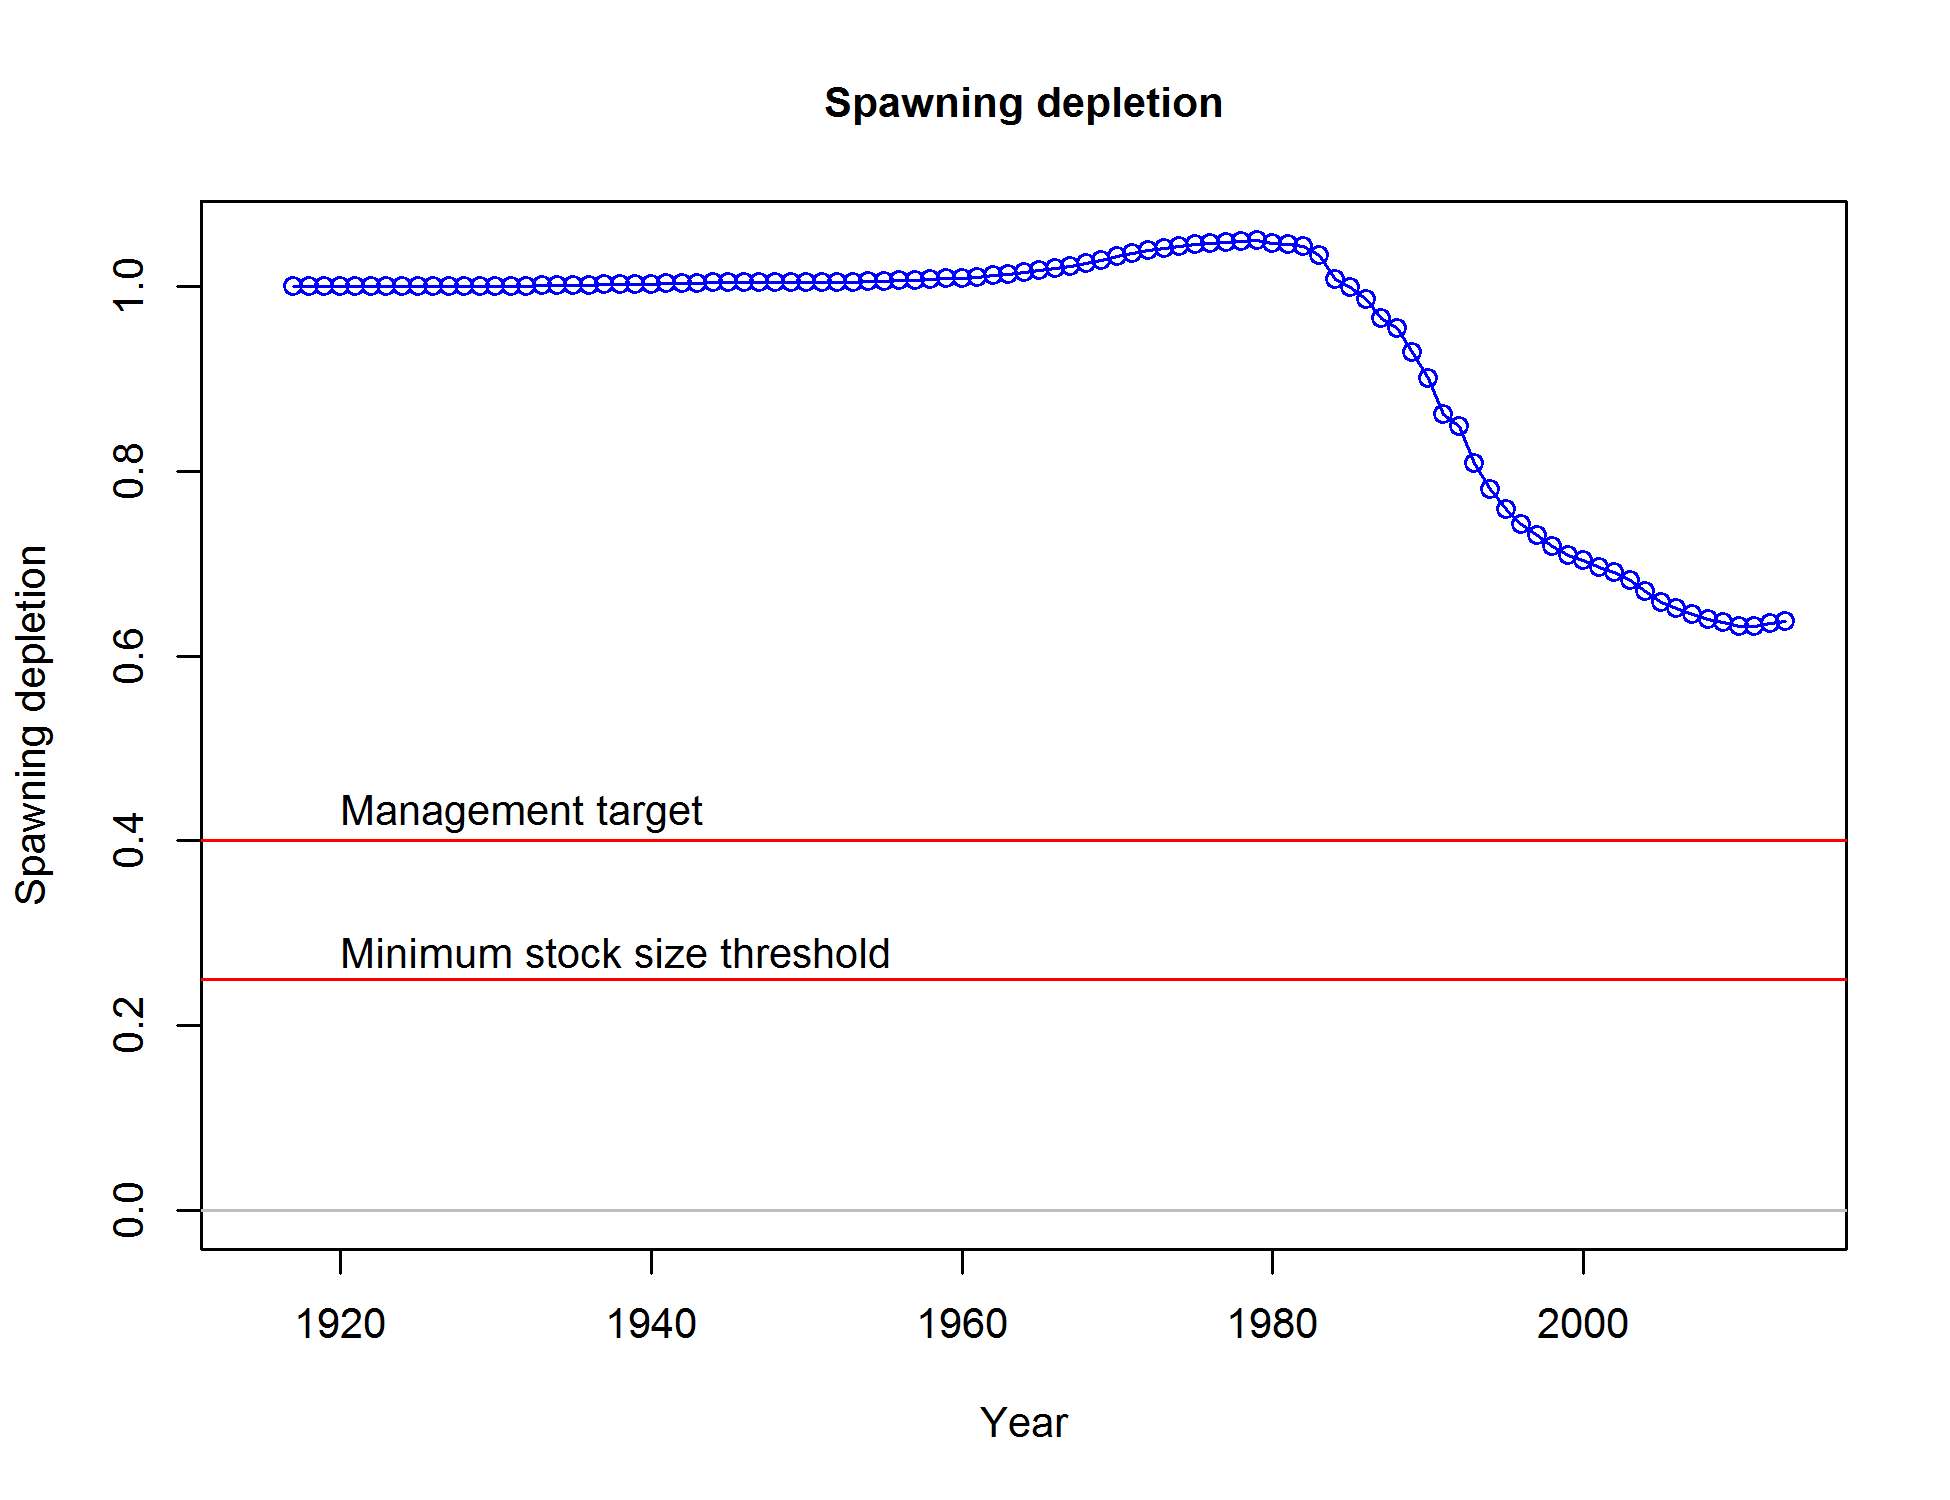 Spawning depletion
Spawning depletion
1.0
0.8
0.6
0.4
0.2
0.0
Management target
Minimum stock size threshold
1920 1940 1960 1980 2000
Year